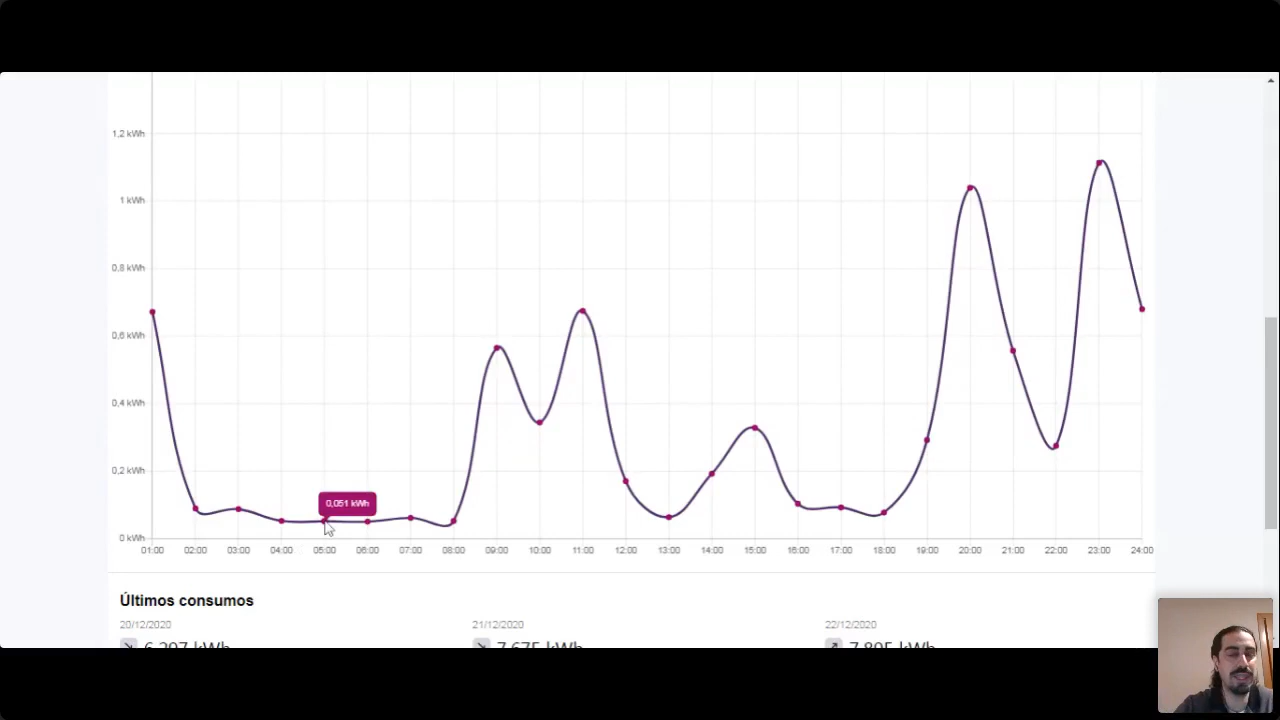 1,2 kWh
1 kWh
0,8 kWh
0,6 kWh
0,4 kWh
0,2 kWh
0 kWh
0,051 kWh
01:00 02:00 03:00 04:00 05:00 06:00 07:00 08:00 09:00 10:00 11:00 12:00 13:00 14:00 15:00 16:00 17:00 18:00 19:00 20:00 21:00 22:00 23:00 24:00
Últimos consumos
20/12/2020 21/12/2020 22/12/2020
kWh kWh kWh